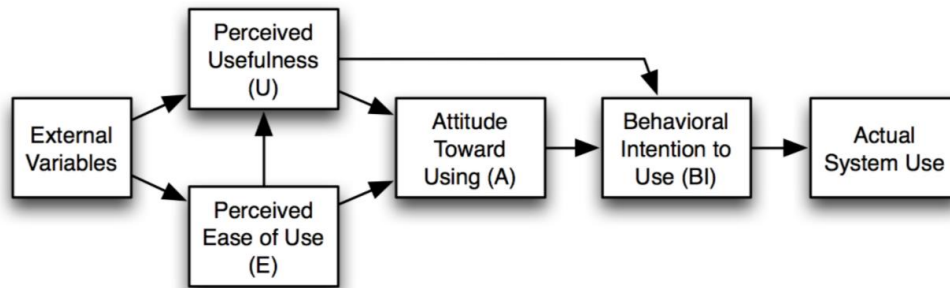 External
Variables
Perceived
Usefulness
(U)
Perceived
Ease of Use
(E)
Attitude
Toward
Using (A)
Behavioral
Intention to
Use (BI)
Actual
System Use